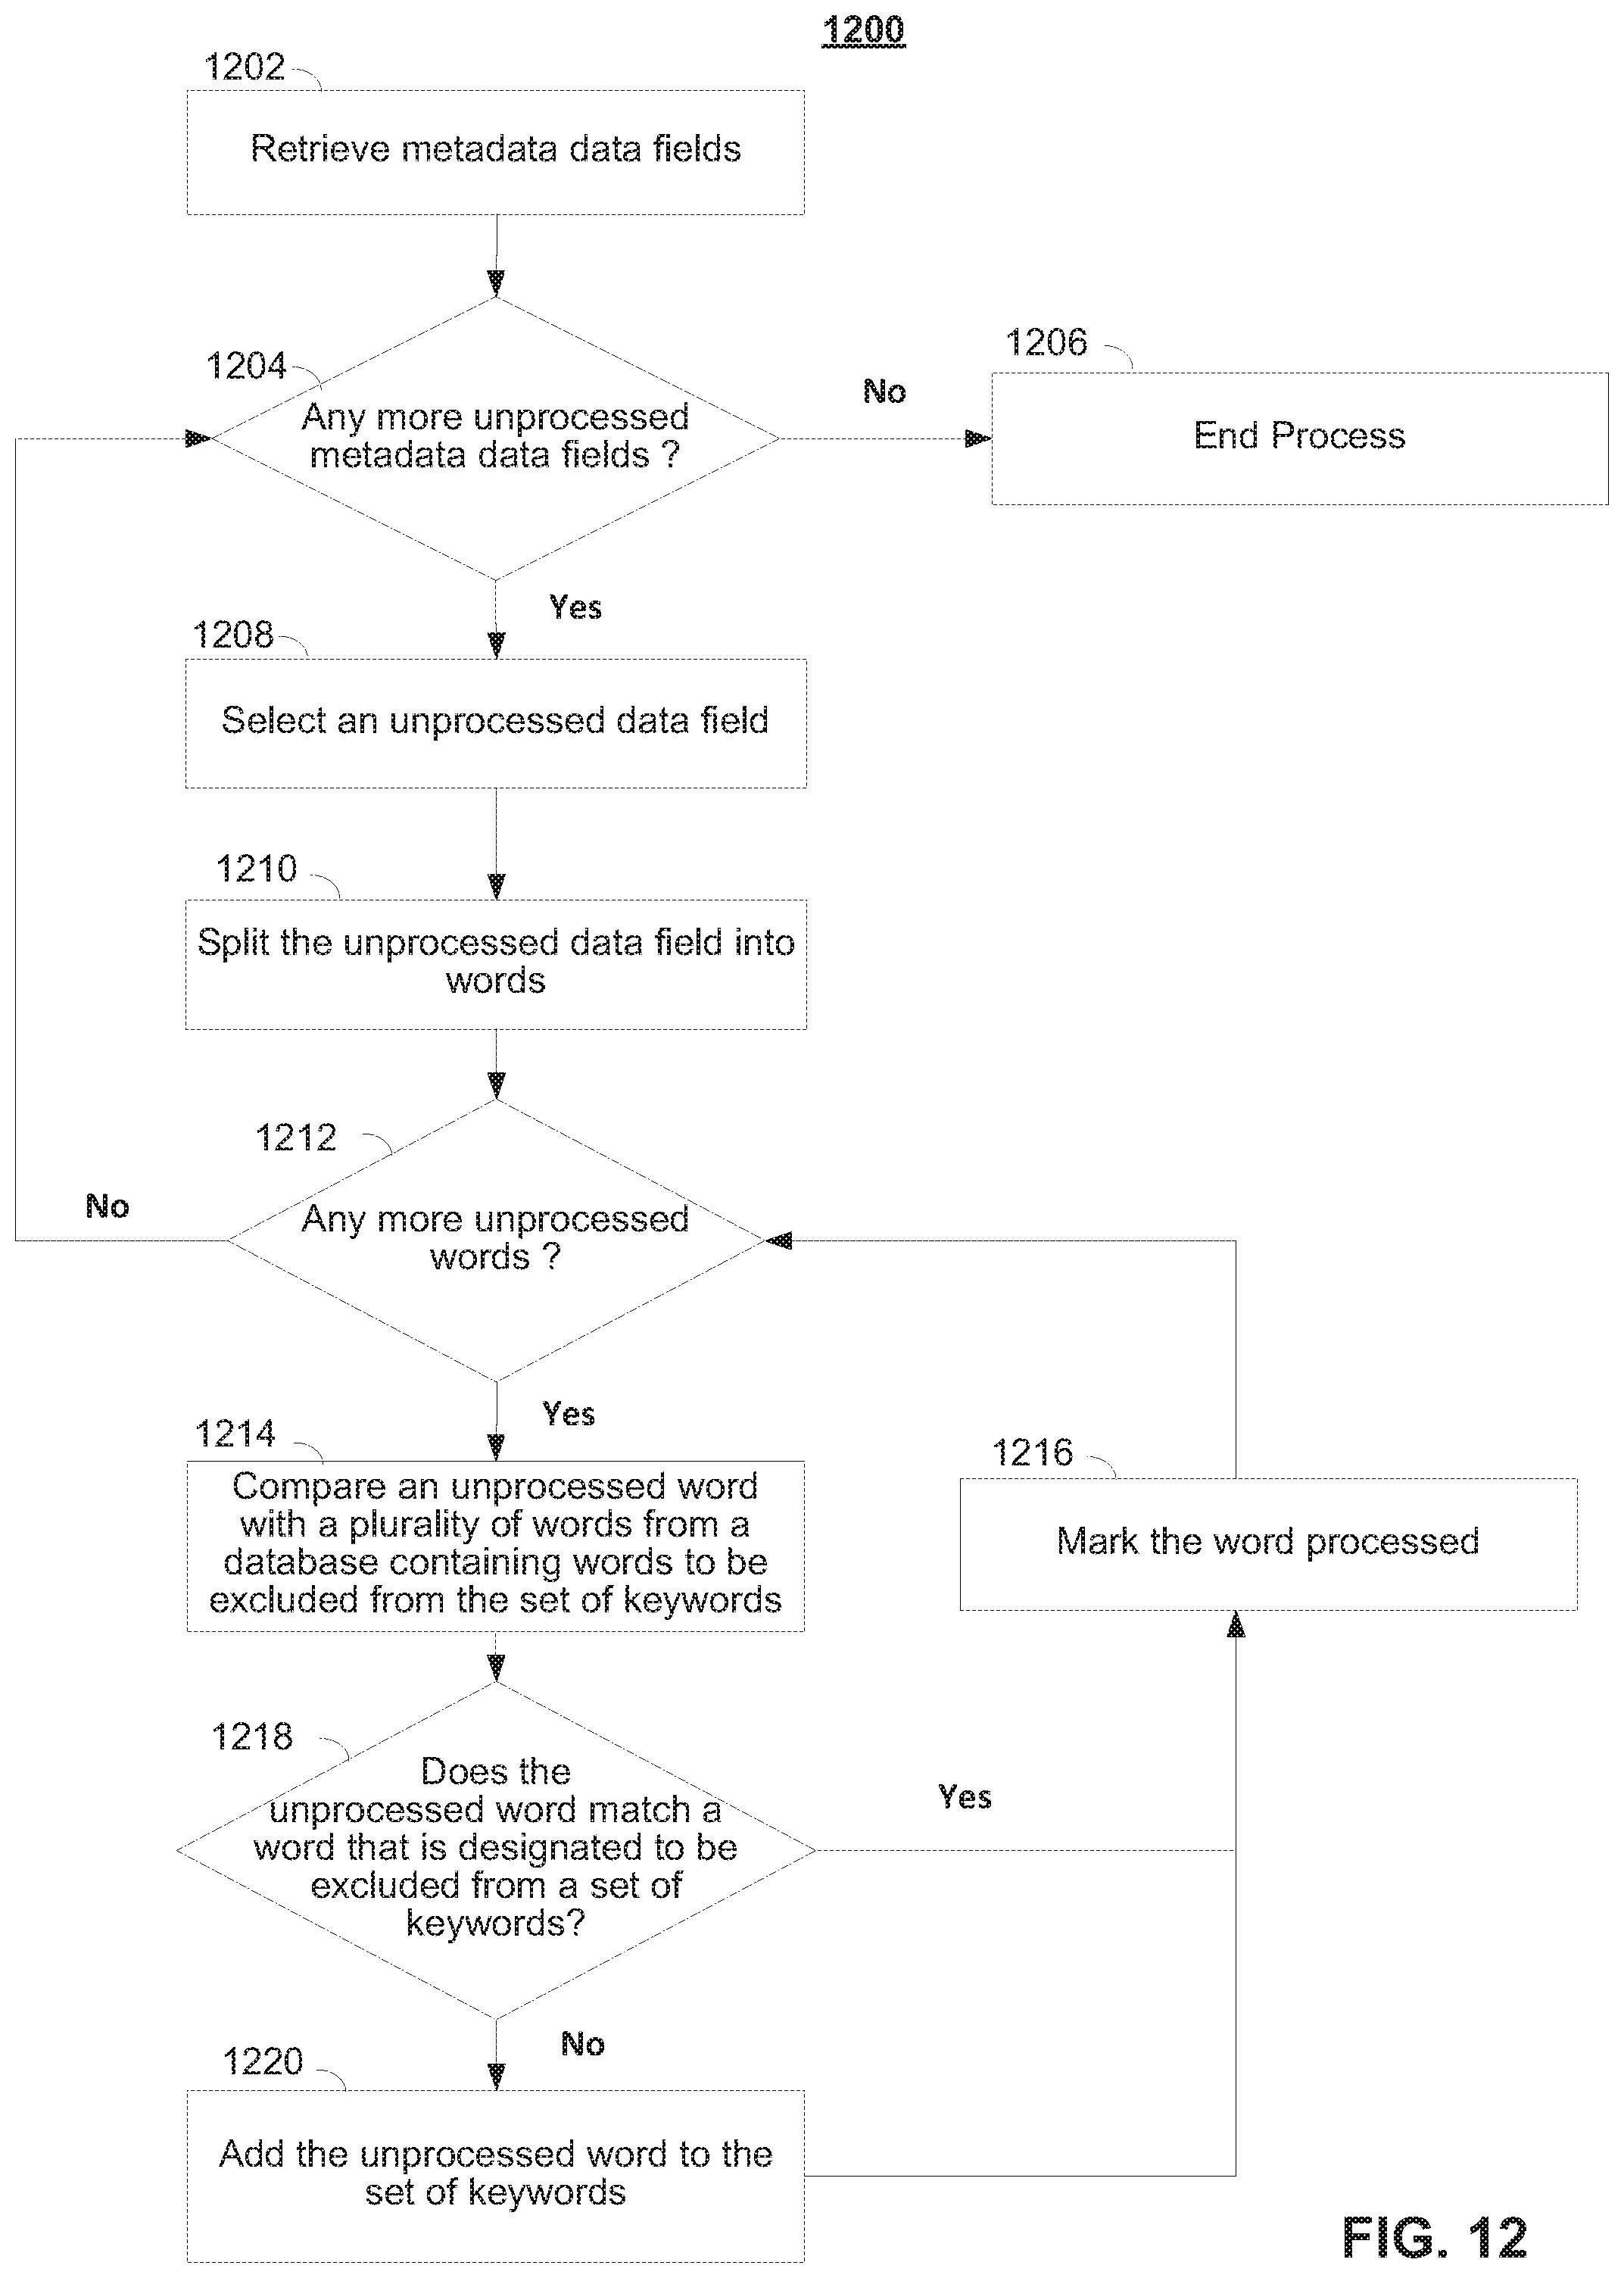 1200
1202
Retrieve metadata data fields
1204
Any more unprocessed
metadata data fields ?
No
1206
End Process
Yes
1208
Select an unprocessed data field
1210
Split the unprocessed data field into
words
1212
Any more unprocessed
words ?
No
Yes
1214
Compare an unprocessed word
with a plurality of words from a
database containing words to be
excluded from the set of keywords
1216
Mark the word processed
1218
Does the
unprocessed word match a
word that is designated to be
excluded from a set of
keywords?
Yes
No
1220
Add the unprocessed word to the
set of keywords
FIG. 12